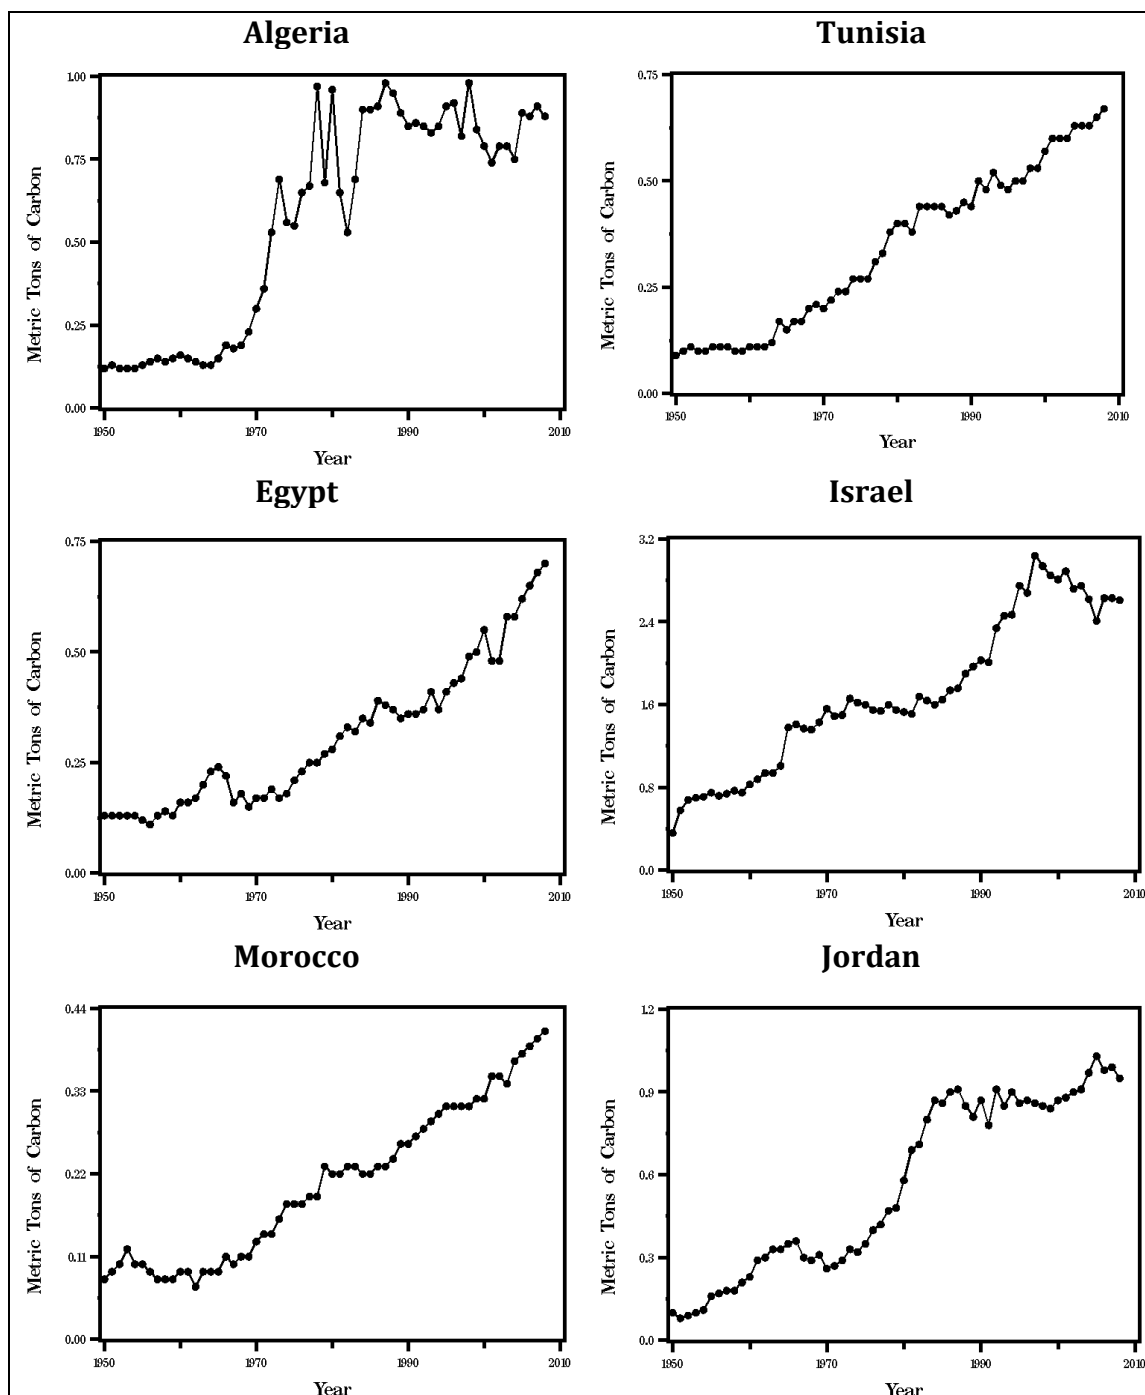 Algeria
Metric Tons of Carbon
1.00
0.75
0.50
0.25
0.00
1950 1970 1990 2010
Year
Tunisia
Metric Tons of Carbon
0.75
0.50
0.25
0.00
1950 1970 1990 2010
Year
Egypt
Metric Tons of Carbon
0.75
0.50
0.25
0.00
1950 1970 1990 2010
Year
Israel
Metric Tons of Carbon
3.2
2.4
1.6
0.8
0.0
1950 1970 1990 2010
Year
Morocco
Metric Tons of Carbon
0.44
0.33
0.22
0.11
0.00
1950 1970 1990 2010
Year
Jordan
Metric Tons of Carbon
1.2
0.9
0.6
0.3
0.0
1950 1970 1990 2010
Year